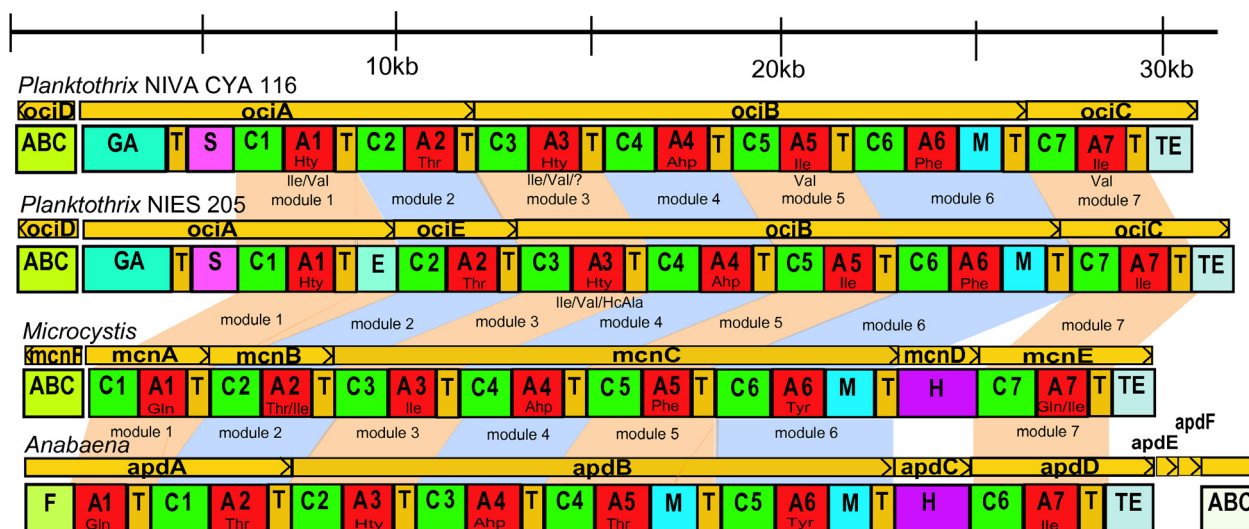 10kb 20kb 30kb
Planktothrix NIVA CYA 116
ociD ociA ociB ociC
ABC GA T S C1 A1 T C2 A2 T C3 A3 T C4 A4 T C5 A5 T C6 A6 M T C7 A7 T TE
Hty Thr Hty Ahp Ile Phe Ile
Ile/Val Ile/Val/? Val Val
module 1 module 2 module 3 module 4 module 5 module 6 module 7
Planktothrix NIES 205
ociD ociA ociE ociB ociC
ABC GA T S C1 A1 T E C2 A2 T C3 A3 T C4 A4 T C5 A5 T C6 A6 M T C7 A7 T TE
Hty Thr Hty Ahp Ile Phe Ile
Ile/Val/HcAla
module 1 module 2 module 3 module 4 module 5 module 6 module 7
Microcystis
mcnF mcnA mcnB mcnC mcnD mcnE
ABC C1 A1 T C2 A2 T C3 A3 T C4 A4 T C5 A5 T C6 A6 M T H C7 A7 T TE
Gln Thr/Ile Ile Ahp Phe Tyr Gln/Ile
module 1 module 2 module 3 module 4 module 5 module 6 module 7
Anabaena apdE apdF
apdA apdB apdC apdD
F A1 T C1 A2 T C2 A3 T C3 A4 T C4 A5 M T C5 A6 M T H C6 A7 T TE ABC
Gln Thr Hty Ahp Thr Tyr Ile